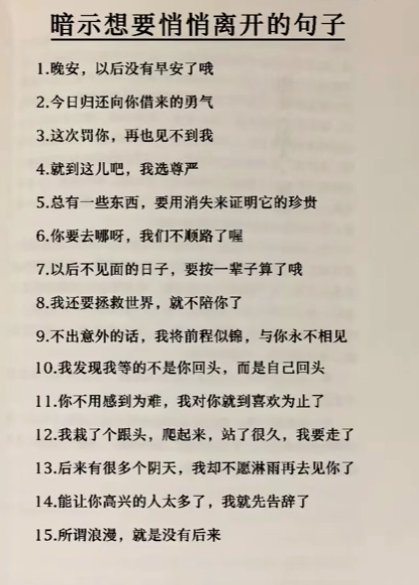 暗示想要悄悄离开的句子
1.晚安，以后没有早安了哦
2.今日归还向你借来的勇气
3.这次罚你，再也见不到我
4.就到这儿吧，我选尊严
5.总有一些东西，要用消失来证明它的珍贵
6.你要去哪呀，我们不顺路了喔
7.以后不见面的日子，要按一辈子算了哦
8.我还要拯救世界，就不陪你了
9.不出意外的话，我将前程似锦，与你永不相见
10.我发现我等的不是你回头，而是自己回头
11.你不用感到为难，我对你就到喜欢为止了
12.我栽了个跟头，爬起来，站了很久，我要走了
13.后来有很多个阴天，我却不愿淋雨再去见你了
14.能让你高兴的人太多了，我就先告辞了
15.所谓浪漫，就是没有后来